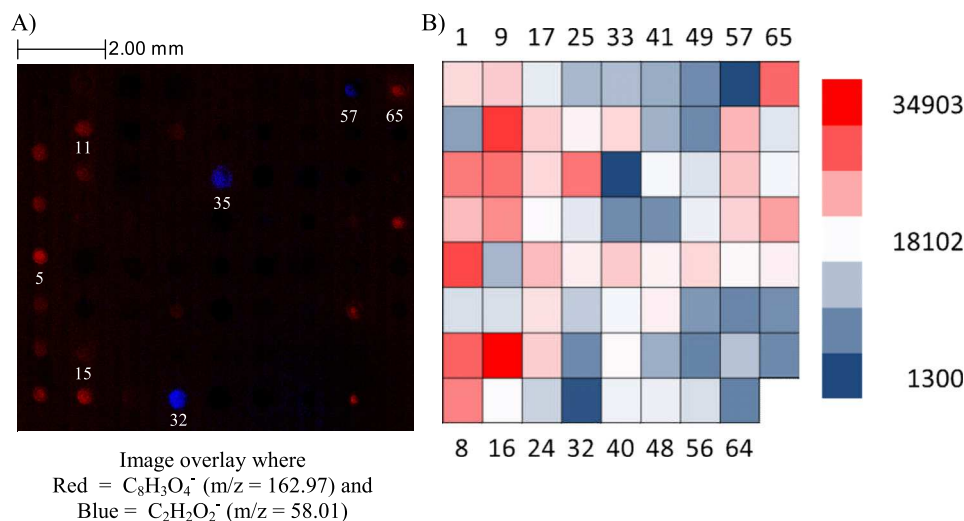 A)
2.00 mm
57
65
11
35
5
15
32
Image overlay where
Red = C₈H₃O₄⁻ (m/z = 162.97) and
Blue = C₂H₂O₂⁻ (m/z = 58.01)
B)
1 9 17 25 33 41 49 57 65
34903
18102
1300
8 16 24 32 40 48 56 64